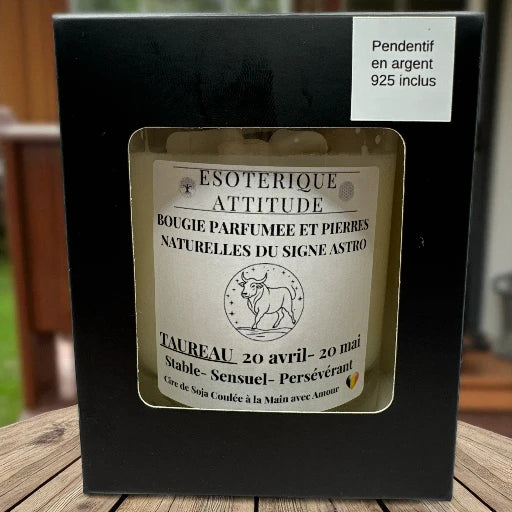 Pendentif
en argent
925 inclus
ESOTERIQUE
ATTITUDE
BOUGIE PARFUMEE ET PIERRES
NATURELLES DU SIGNE ASTRO
TAUREAU 20 avril- 20 mai
Stable- Sensuel- Persévérant
Cire de Soja Coulée à la Main avec Amour